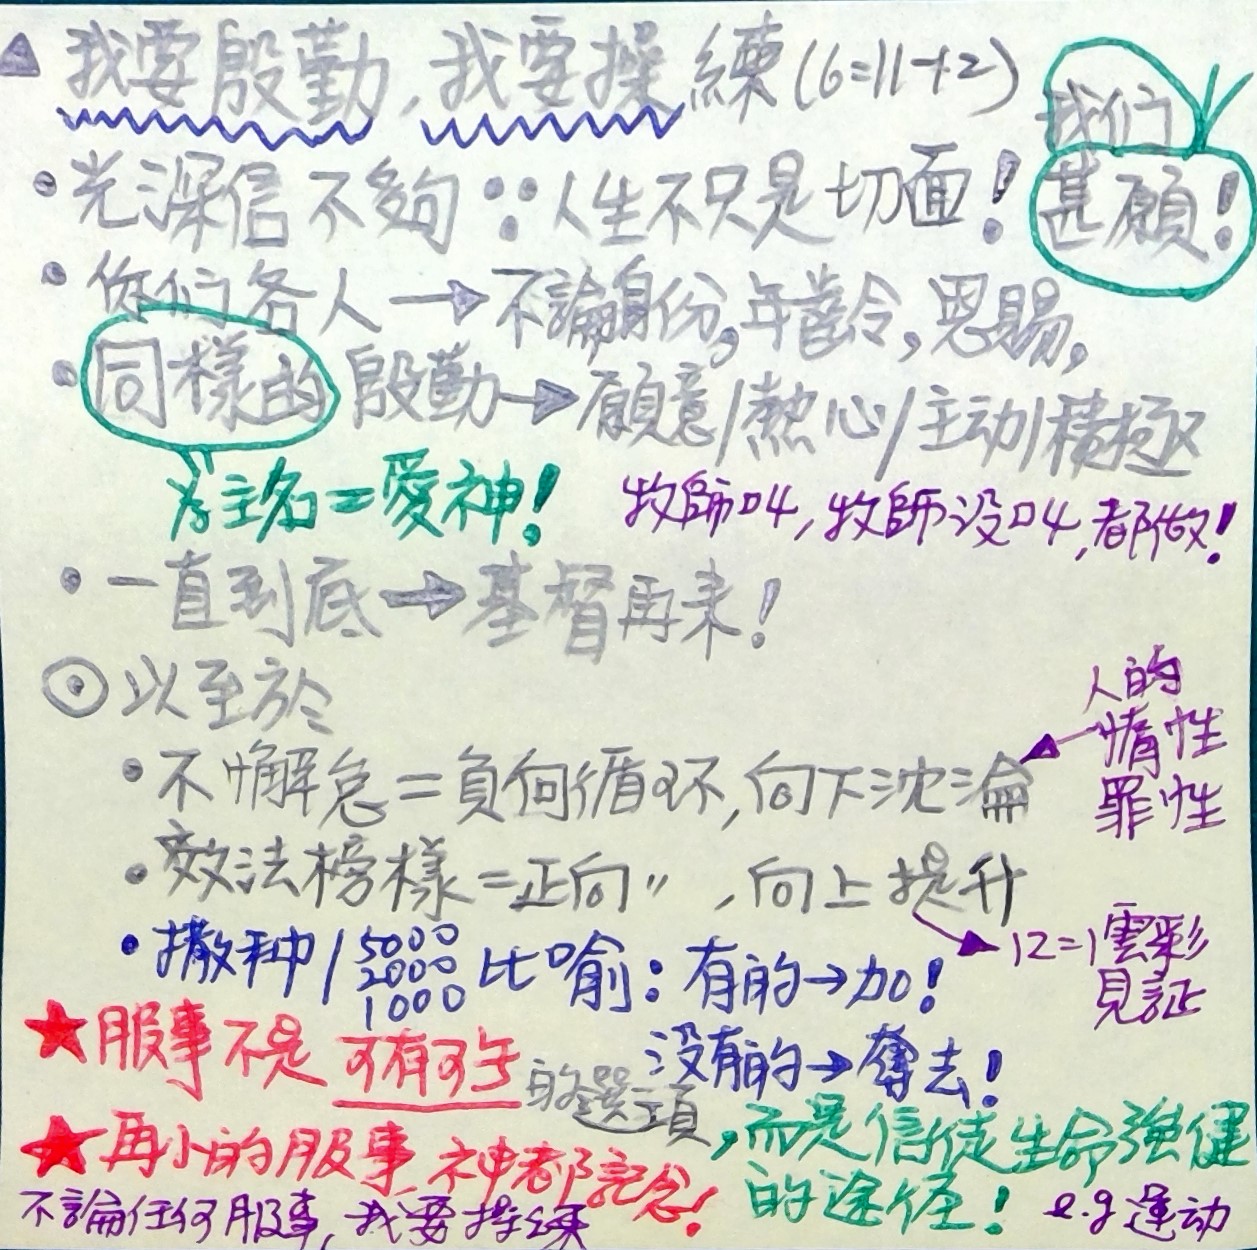 ▲ 我要殷勤,我要操練(6=11-12)
我们
甚願!
• 光深信不夠 ∵人生不只是切面!
• 你们各人 → 不論身份,年齡,恩賜,
• 同樣的殷勤→願意/熱心/主动/積極
為主名=愛神!
牧師叫,牧師没叫,都做!
• 一直到底→基督再来!
⊙ 以至於
• 不懈怠=負向循环,向下沈淪
人的
惰性
罪性
• 效法榜樣=正向〃,向上提升
12=1雲彩
見証
• 撒种/5000 2000 1000 比喻:有的→加!
没有的→奪去!
★服事不是可有可无的選項,而是信徒生命強健
的途径! e.g 運动
★再小的服事,神都記念!
不論任何服事,我要操練